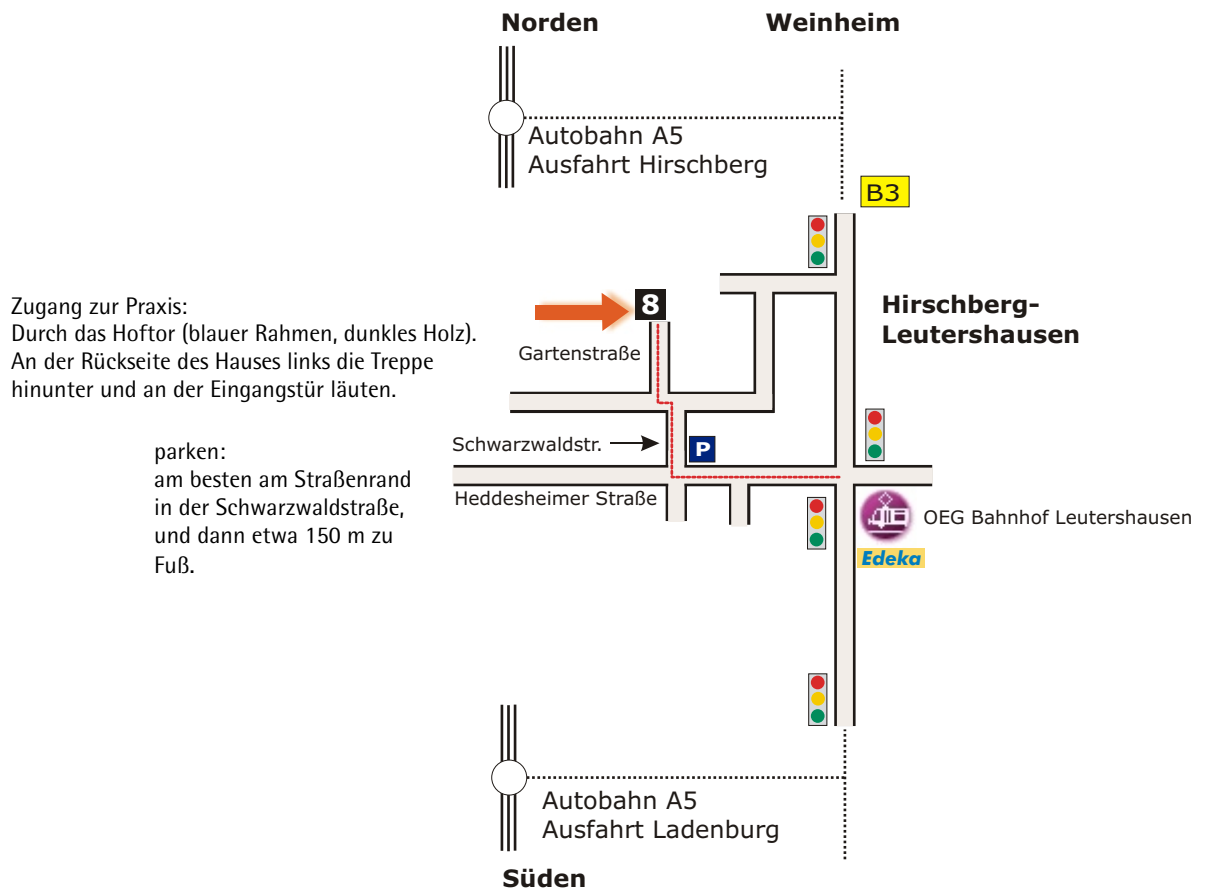 Norden
Weinheim
Autobahn A5
Ausfahrt Hirschberg
B3
Zugang zur Praxis:
Durch das Hoftor (blauer Rahmen, dunkles Holz).
An der Rückseite des Hauses links die Treppe
hinunter und an der Eingangstür läuten.
8
Hirschberg-
Leutershausen
Gartenstraße
parken:
am besten am Straßenrand
in der Schwarzwaldstraße,
und dann etwa 150 m zu
Fuß.
Schwarzwaldstr.
P
Heddesheimer Straße
OEG Bahnhof Leutershausen
Edeka
Autobahn A5
Ausfahrt Ladenburg
Süden